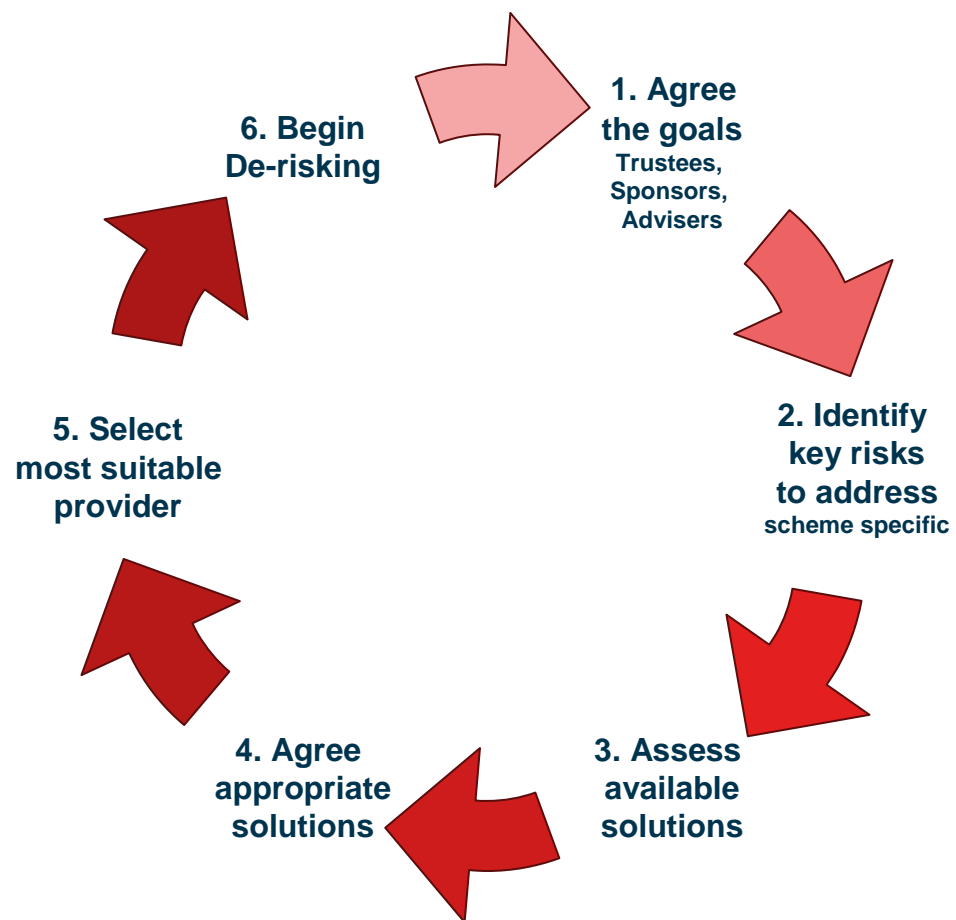 1. Agree
the goals
Trustees,
Sponsors,
Advisers
2. Identify
key risks
to address
scheme specific
3. Assess
available
solutions
4. Agree
appropriate
solutions
5. Select
most suitable
provider
6. Begin
De-risking